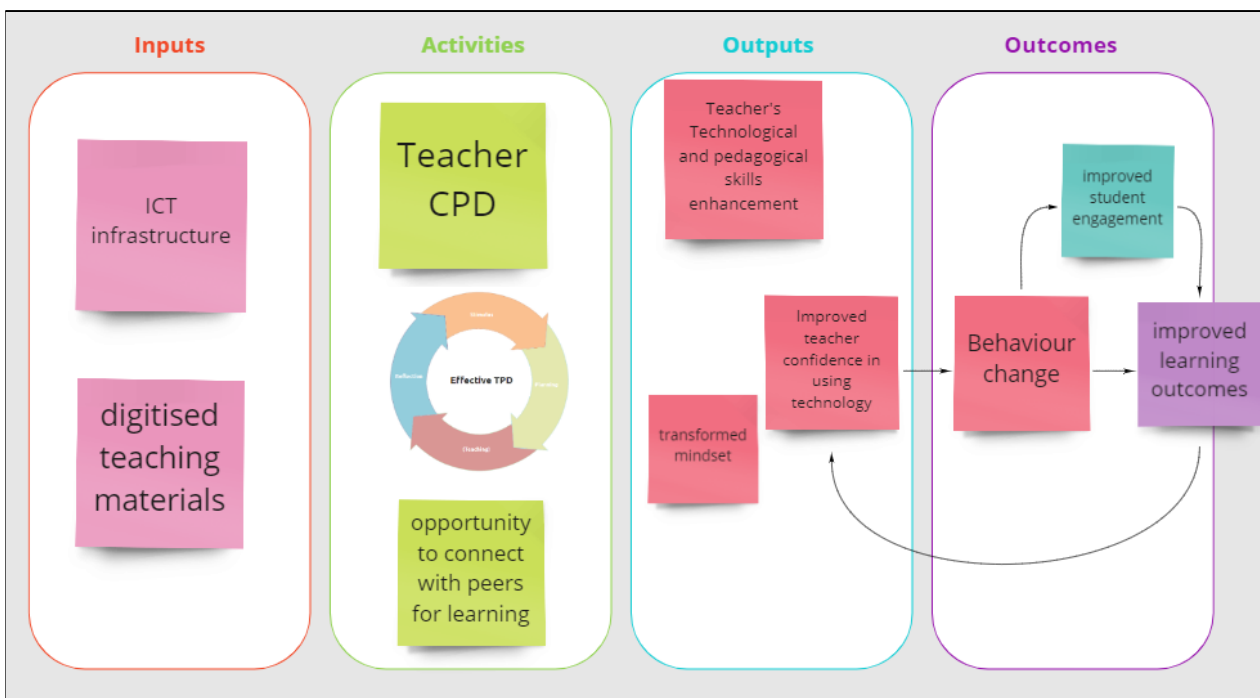 Inputs
Activities
Outputs
Outcomes
ICT
infrastructure
digitised
teaching
materials
Teacher
CPD
Effective TPD
(Teaching)
opportunity
to connect
with peers
for learning
Teacher's
Technological
and pedagogical
skills
enhancement
Improved
teacher
confidence in
using
technology
transformed
mindset
Behaviour
change
improved
student
engagement
improved
learning
outcomes